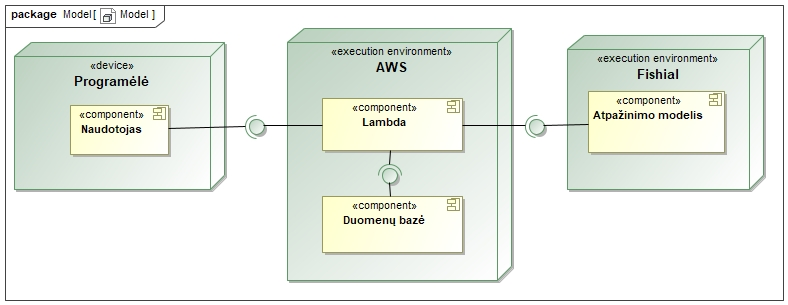 package Model[ Model ]
«device»
Programėlė
«component»
Naudotojas
«execution environment»
AWS
«component»
Lambda
«component»
Duomenų bazė
«execution environment»
Fishial
«component»
Atpažinimo modelis